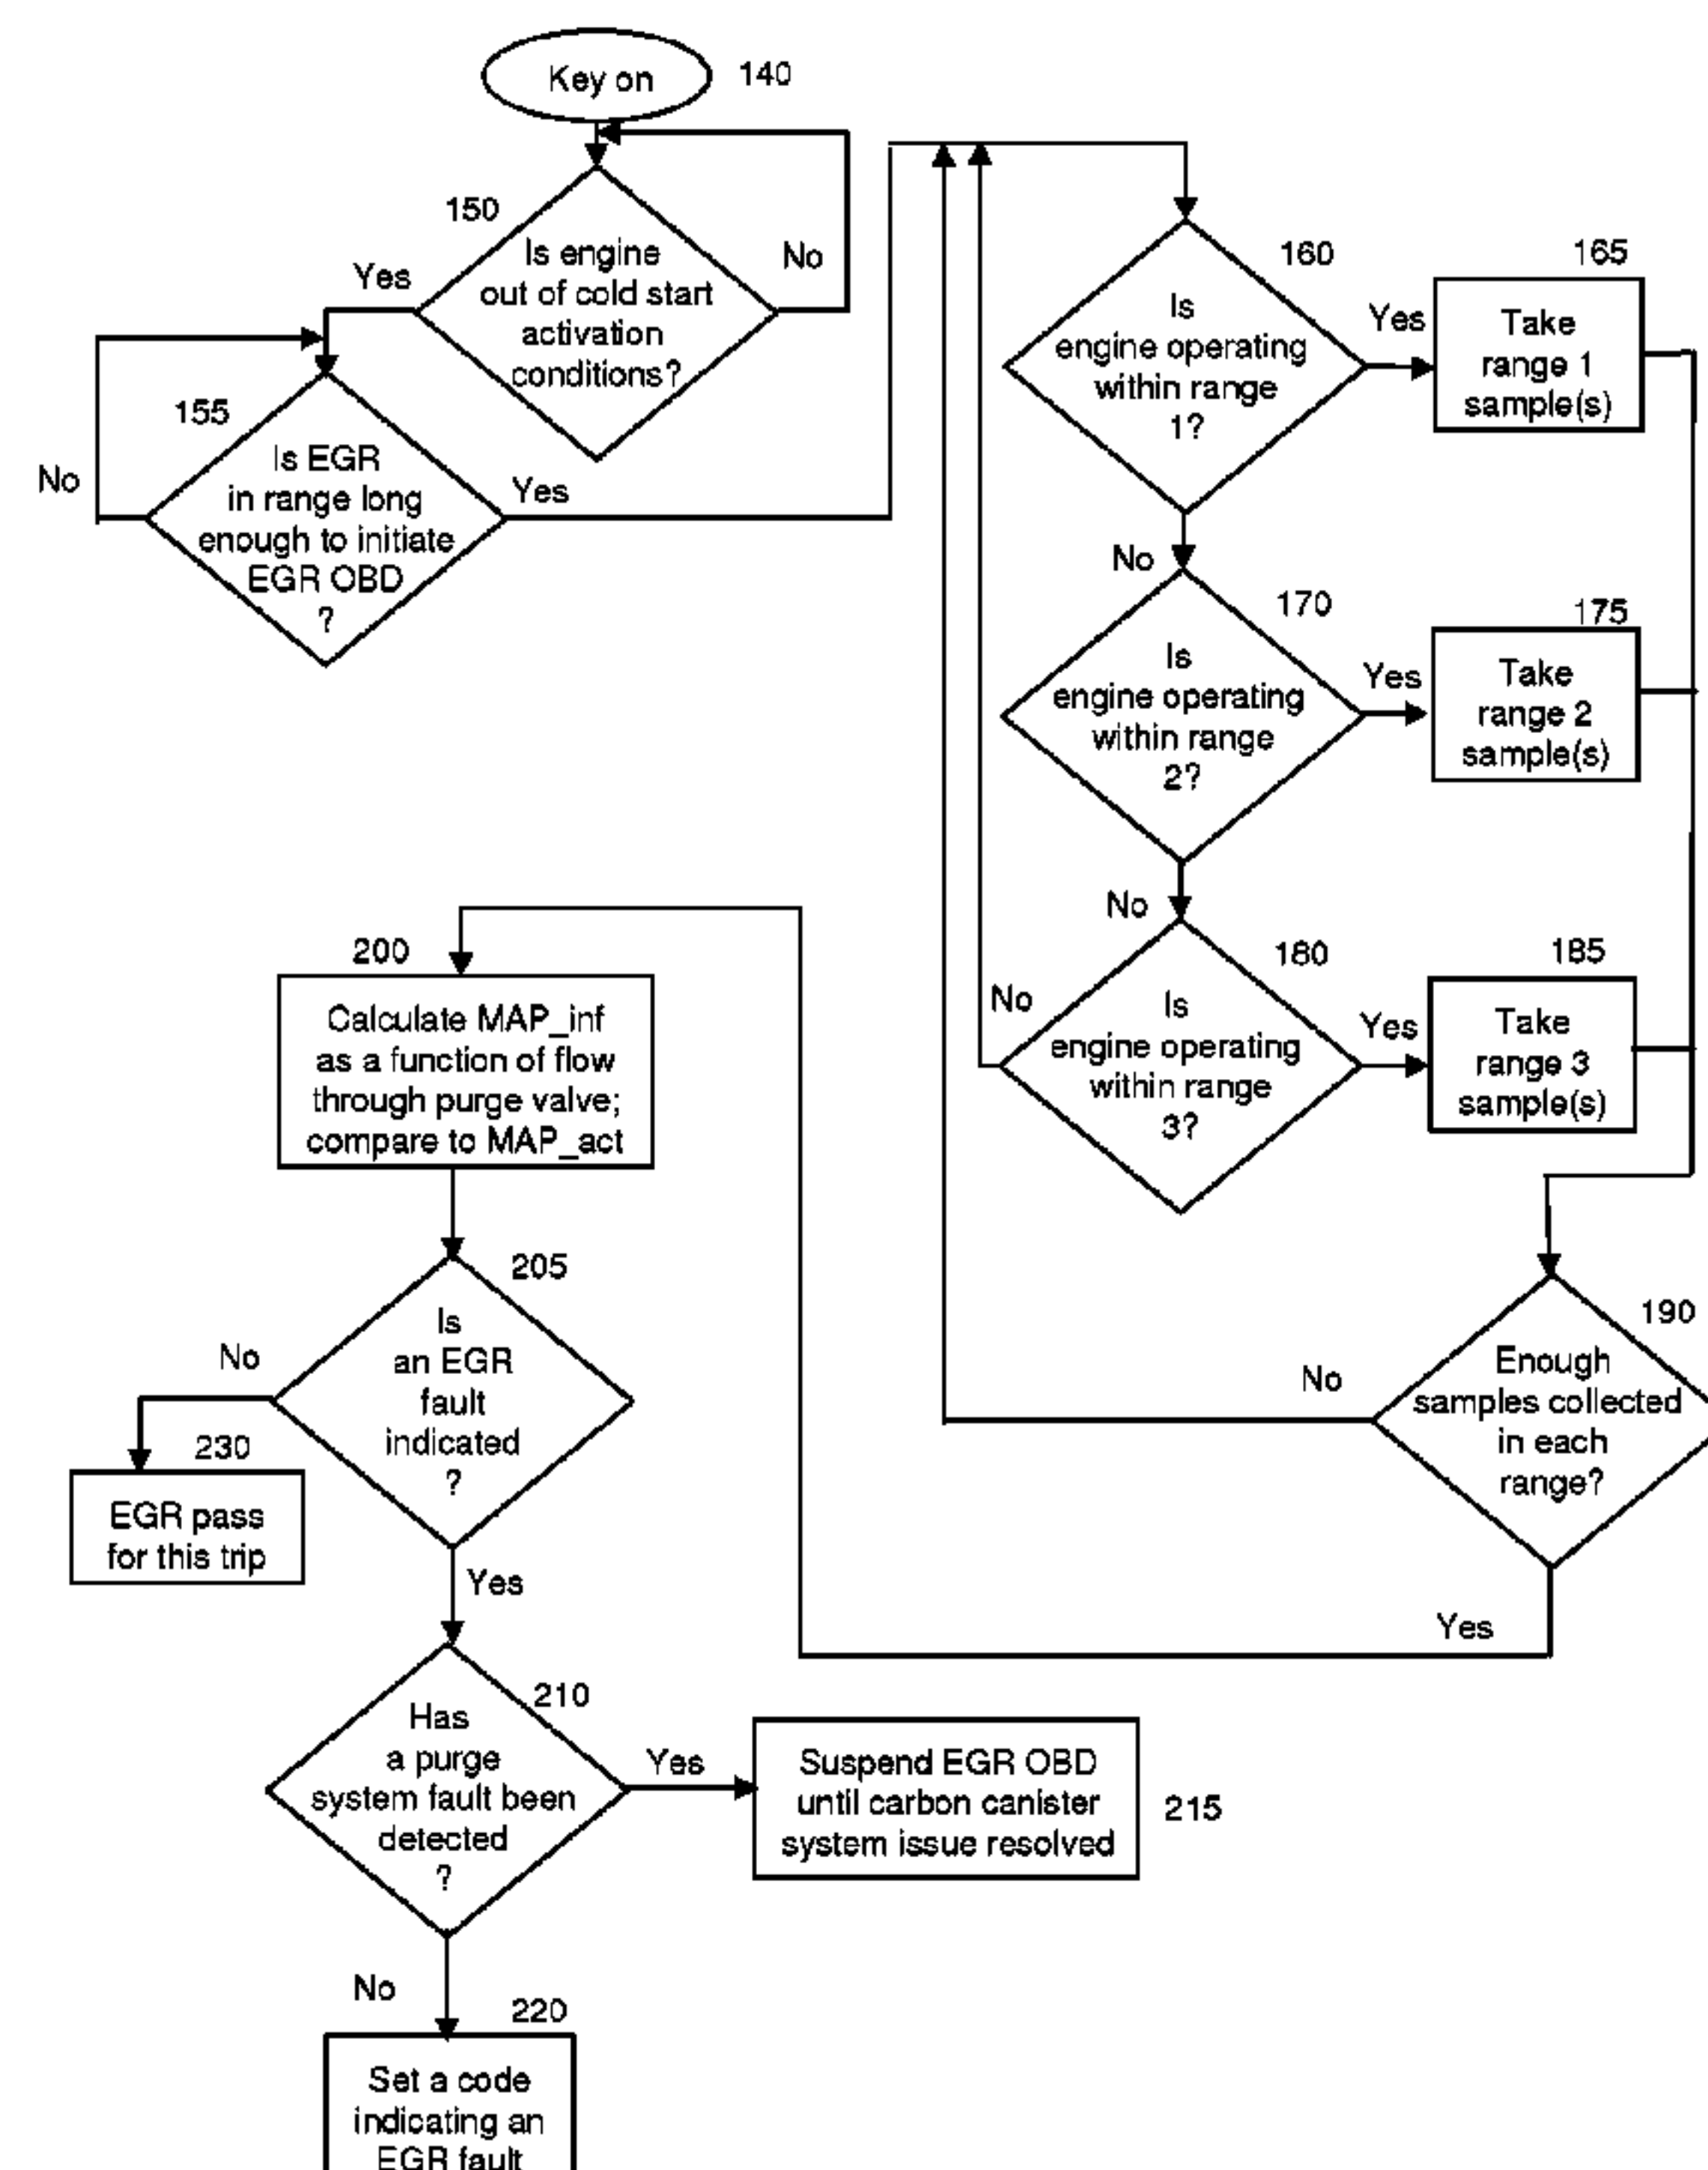 Key on
140
150
Is engine
out of cold start
activation
conditions?
Yes
No
155
Is EGR
in range long
enough to initiate
EGR OBD
?
No
Yes
160
Is
engine operating
within range
1?
Yes
165
Take
range 1
sample(s)
No
170
Is
engine operating
within range
2?
Yes
175
Take
range 2
sample(s)
No
180
Is
engine operating
within range
3?
No
Yes
185
Take
range 3
sample(s)
190
Enough
samples collected
in each
range?
No
Yes
200
Calculate MAP_inf
as a function of flow
through purge valve;
compare to MAP_act
205
Is
an EGR
fault
indicated
?
No
230
EGR pass
for this trip
Yes
210
Has
a purge
system fault been
detected
?
Yes
Suspend EGR OBD
until carbon canister
system issue resolved
215
No
220
Set a code
indicating an
EGR fault